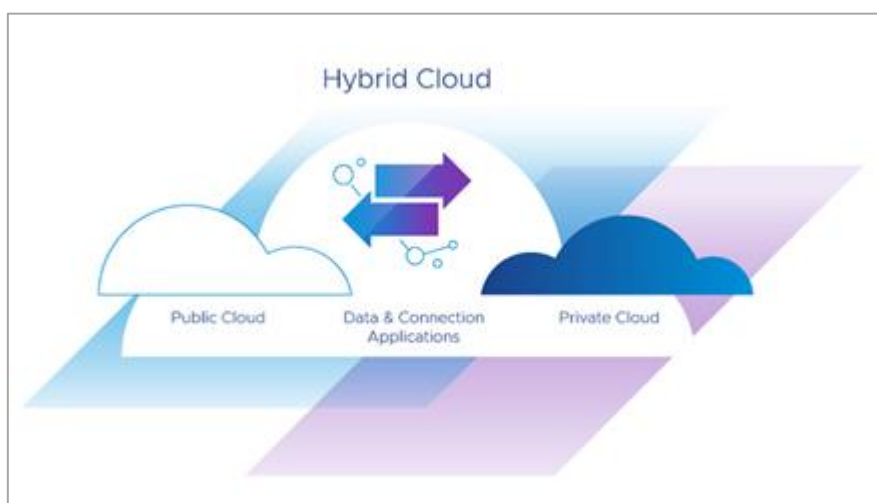 Hybrid Cloud
Public Cloud
Data & Connection
Applications
Private Cloud